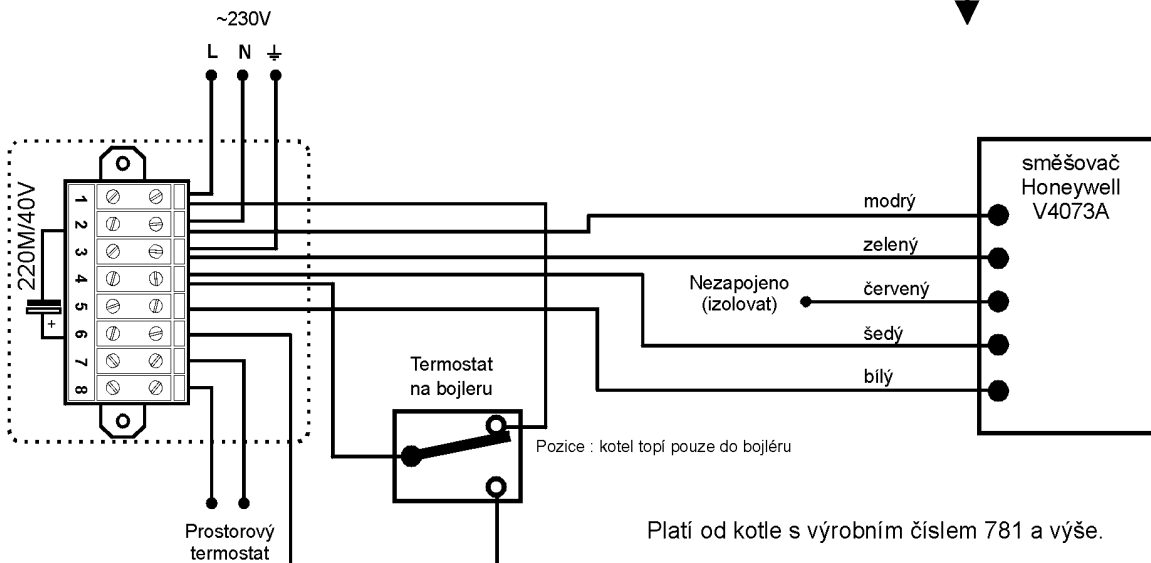 ~230V
L N
220M/40V
+
1
2
3
4
5
6
7
8
modrý
zelený
červený
šedý
bílý
Nezapojeno
(izolovat)
směšovač
Honeywell
V4073A
Termostat
na bojleru
Pozice : kotel topí pouze do bojléru
Prostorový
termostat
Platí od kotle s výrobním číslem 781 a výše.